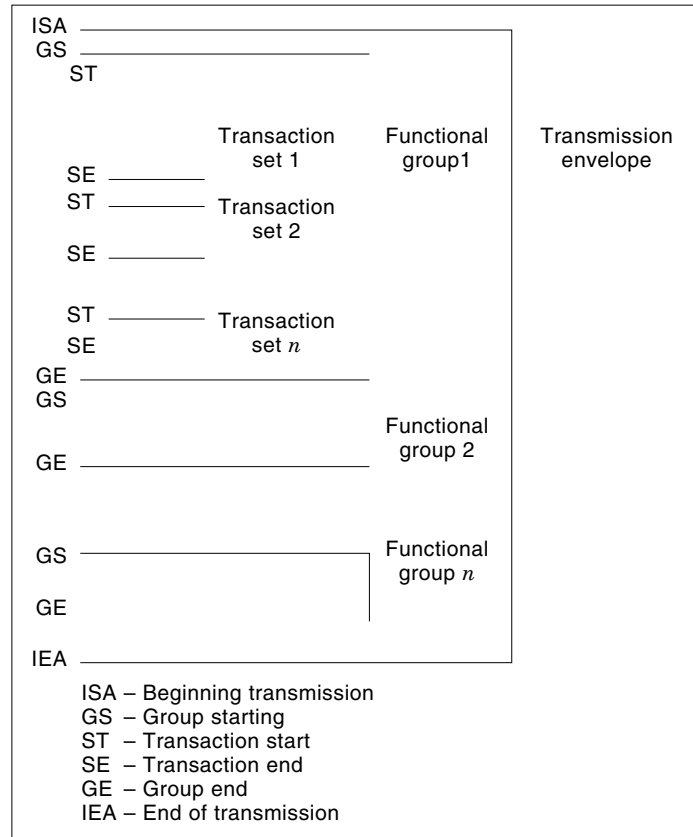 ISA
GS
ST
Transaction
set 1
Functional
group1
Transmission
envelope
SE
ST
Transaction
set 2
SE
ST
Transaction
set n
SE
GE
GS
Functional
group 2
GE
GS
Functional
group n
GE
IEA
ISA – Beginning transmission
GS – Group starting
ST – Transaction start
SE – Transaction end
GE – Group end
IEA – End of transmission